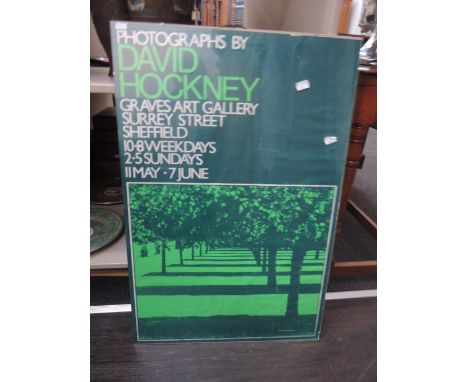 PHOTOGRAPHS BY
DAVID
HOCKNEY
GRAVES ART GALLERY
SURREY STREET
SHEFFIELD
10·8 WEEKDAYS
2·5 SUNDAYS
11 MAY · 7 JUNE